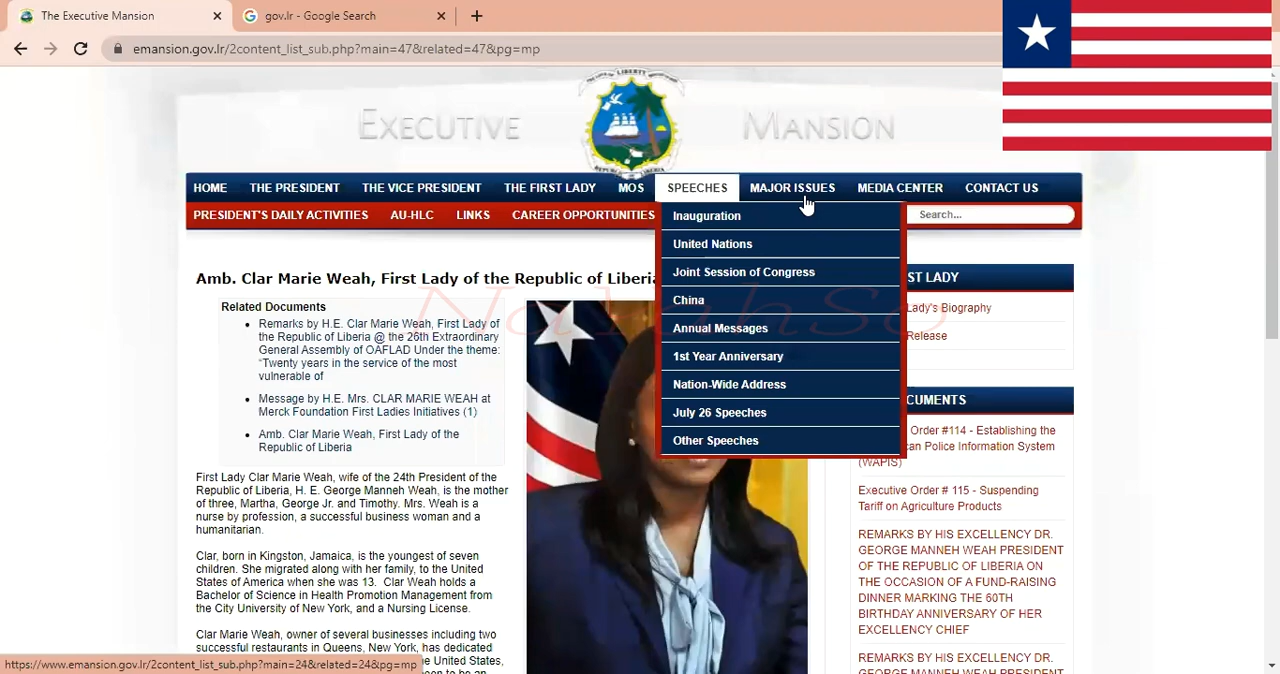 The Executive Mansion
gov.lr - Google Search
emansion.gov.lr/2content_list_sub.php?main=47&related=47&pg=mp
EXECUTIVE MANSION
HOME THE PRESIDENT THE VICE PRESIDENT THE FIRST LADY MOS SPEECHES MAJOR ISSUES MEDIA CENTER CONTACT US
PRESIDENT'S DAILY ACTIVITIES AU-HLC LINKS CAREER OPPORTUNITIES
Search...
Inauguration
United Nations
Joint Session of Congress
China
Annual Messages
1st Year Anniversary
Nation-Wide Address
July 26 Speeches
Other Speeches
Amb. Clar Marie Weah, First Lady of the Republic of Liberia
Related Documents
Remarks by H.E. Clar Marie Weah, First Lady of
the Republic of Liberia @ the 26th Extraordinary
General Assembly of OAFLAD Under the theme:
“Twenty years in the service of the most
vulnerable of
Message by H.E. Mrs. CLAR MARIE WEAH at
Merck Foundation First Ladies Initiatives (1)
Amb. Clar Marie Weah, First Lady of the
Republic of Liberia
First Lady Clar Marie Weah, wife of the 24th President of the
Republic of Liberia, H. E. George Manneh Weah, is the mother
of three, Martha, George Jr. and Timothy. Mrs. Weah is a
nurse by profession, a successful business woman and a
humanitarian.
Clar, born in Kingston, Jamaica, is the youngest of seven
children. She migrated along with her family, to the United
States of America when she was 13.  Clar Weah holds a
Bachelor of Science in Health Promotion Management from
the City University of New York, and a Nursing License.
Clar Marie Weah, owner of several businesses including two
successful restaurants in Queens, New York, has dedicated
the United States,
ST LADY
Lady's Biography
Release
CUMENTS
Order #114 - Establishing the
can Police Information System
(WAPIS)
Executive Order # 115 - Suspending
Tariff on Agriculture Products
REMARKS BY HIS EXCELLENCY DR.
GEORGE MANNEH WEAH PRESIDENT
OF THE REPUBLIC OF LIBERIA ON
THE OCCASION OF A FUND-RAISING
DINNER MARKING THE 60TH
BIRTHDAY ANNIVERSARY OF HER
EXCELLENCY CHIEF
REMARKS BY HIS EXCELLENCY DR.
https://www.emansion.gov.lr/2content_list_sub.php?main=24&related=24&pg=mp